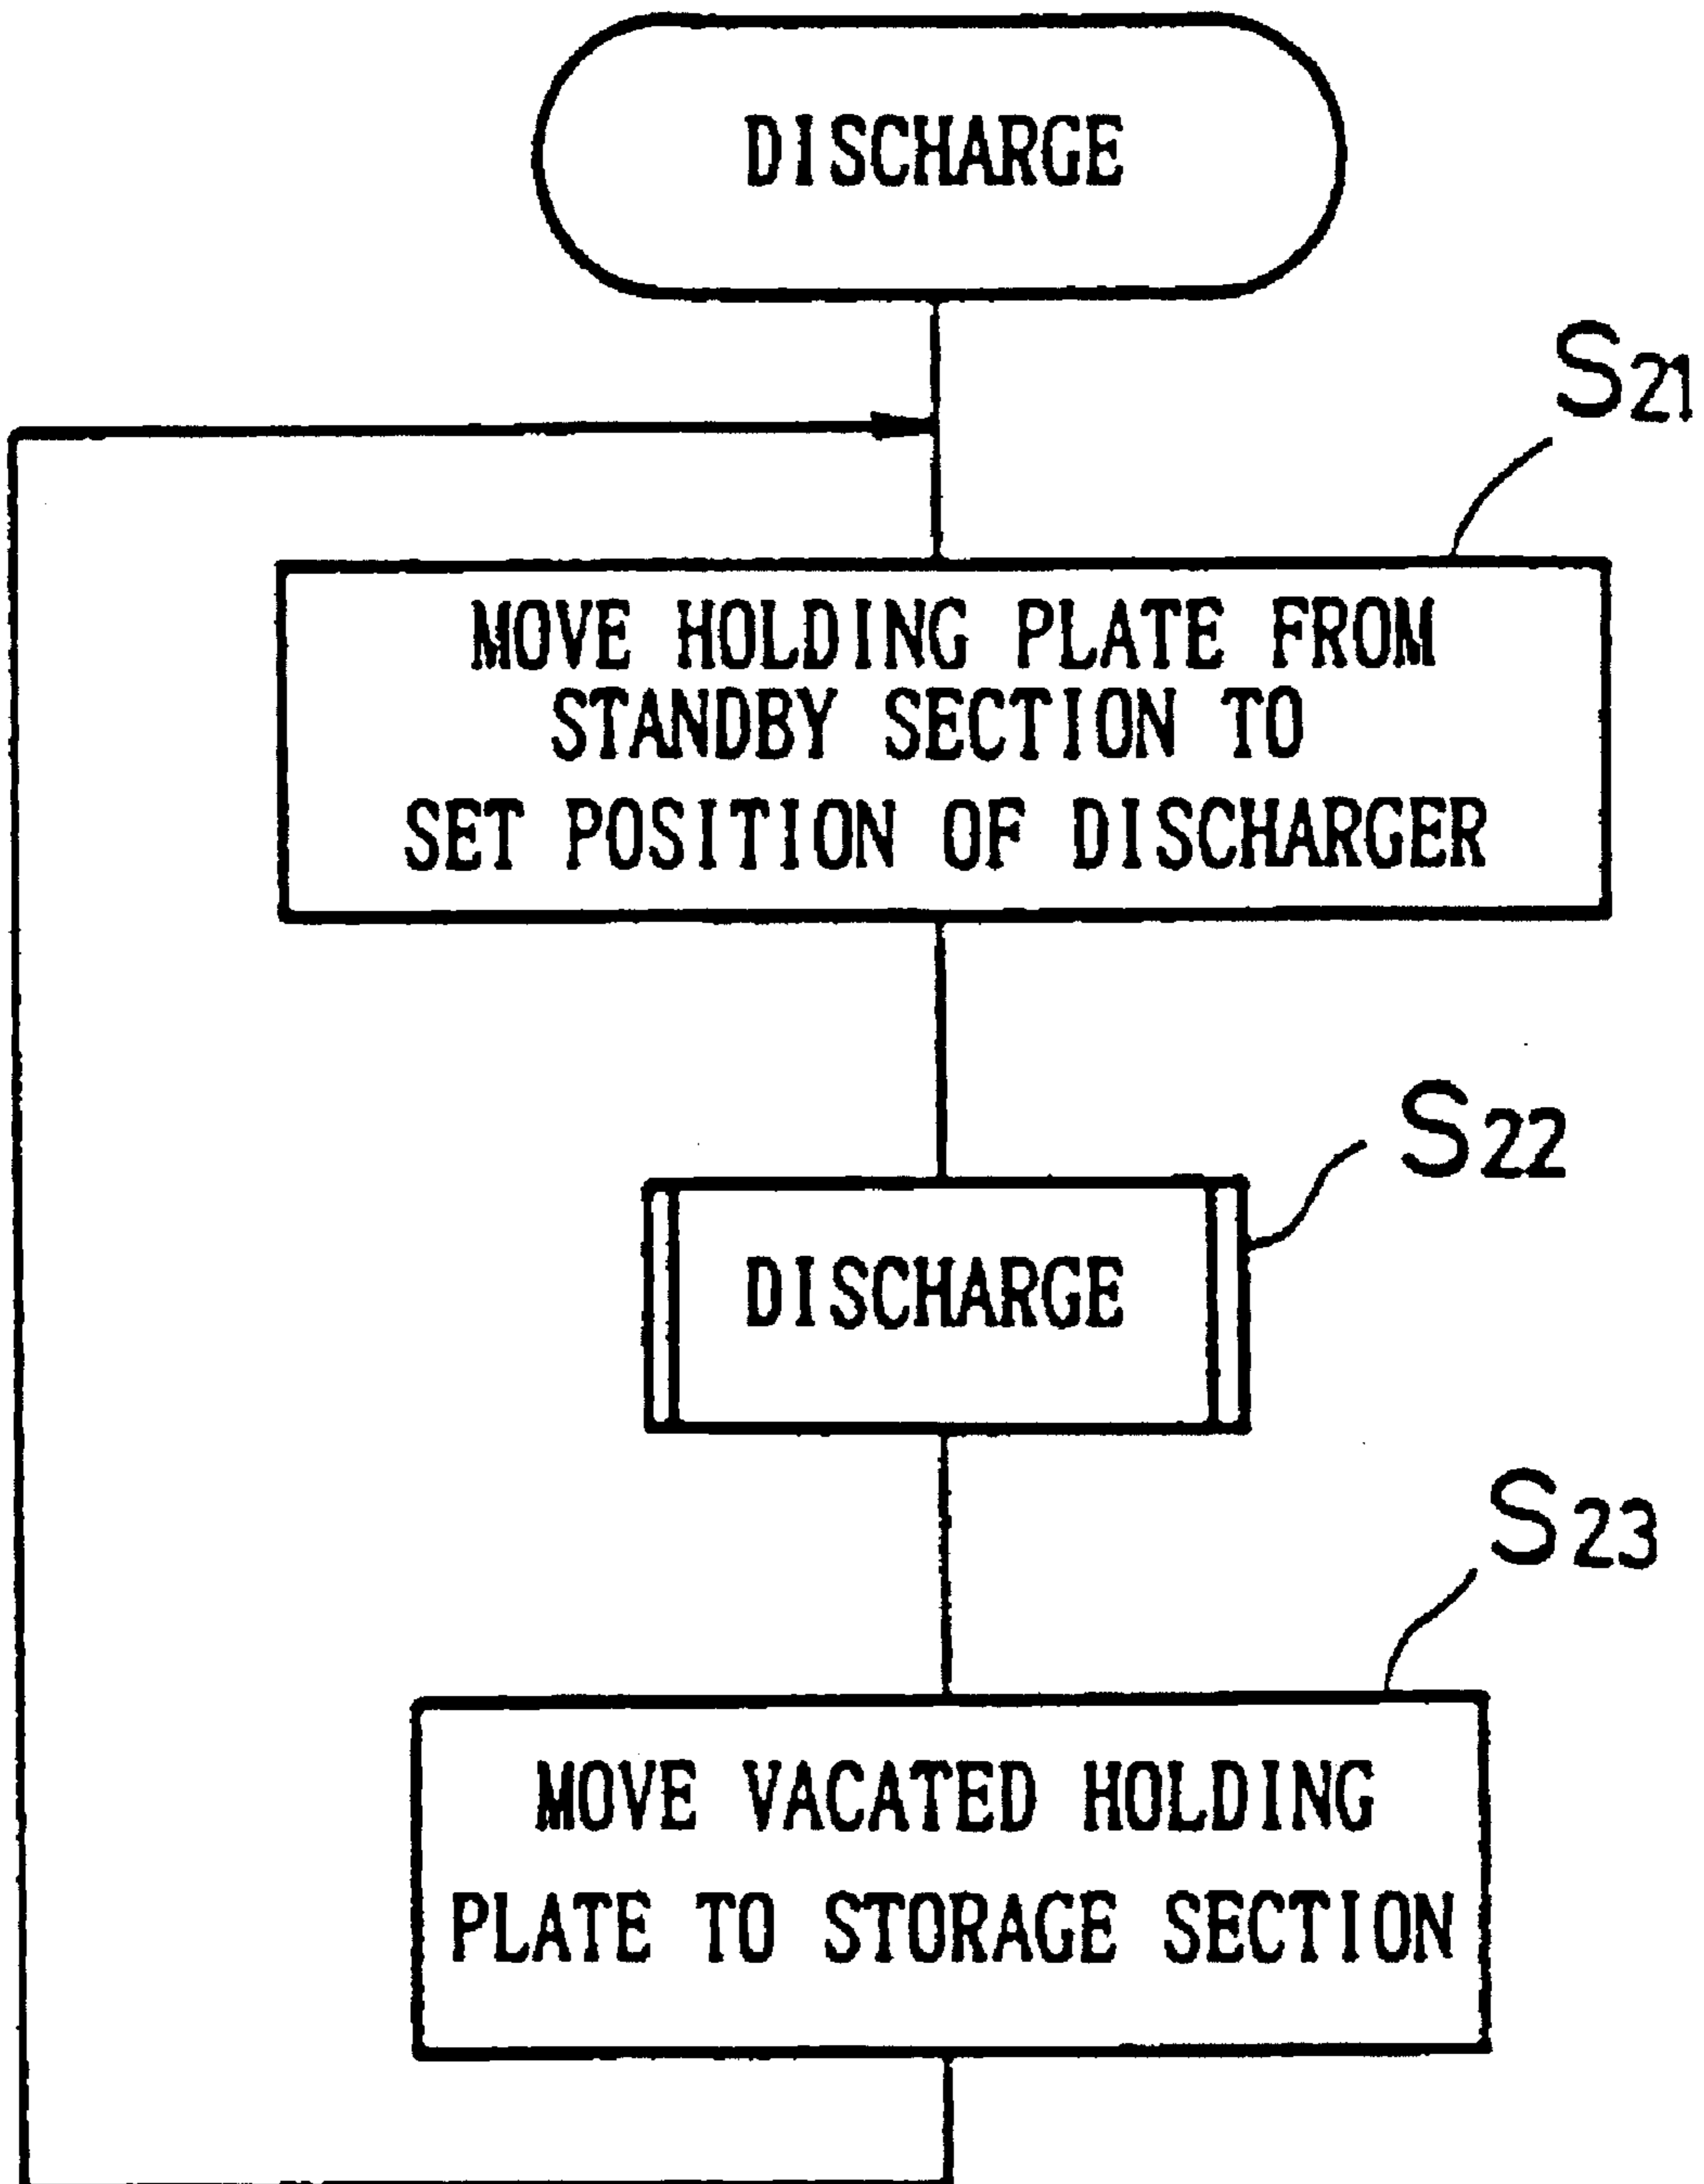 DISCHARGE
S21
MOVE HOLDING PLATE FROM
STANDBY SECTION TO
SET POSITION OF DISCHARGER
S22
DISCHARGE
S23
MOVE VACATED HOLDING
PLATE TO STORAGE SECTION